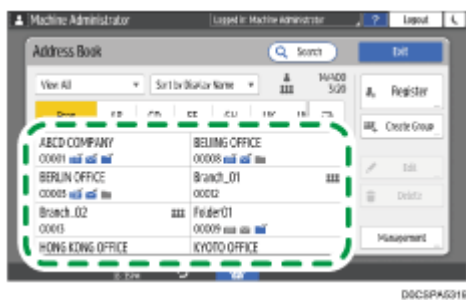 Machine Administrator Logged in: Machine Administrator ? Logout
Address Book Search Exit
View All Sort by Display Name
Register
Create Group
ABCD COMPANY BEIJING OFFICE
00001 00008
BERLIN OFFICE Branch_01
00003 00012
Branch_02 Folder01
00013 00009
HONG KONG OFFICE KYOTO OFFICE
Edit
Delete
Management